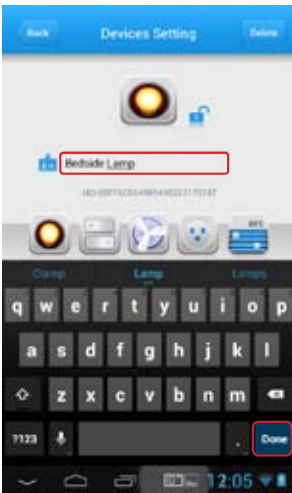 Back Devices Setting Delete
Bedside Lamp
Clamp Lamp Lamps
q w e r t y u i o p
a s d f g h j k l
z x c v b n m
?123 . Done
12:05